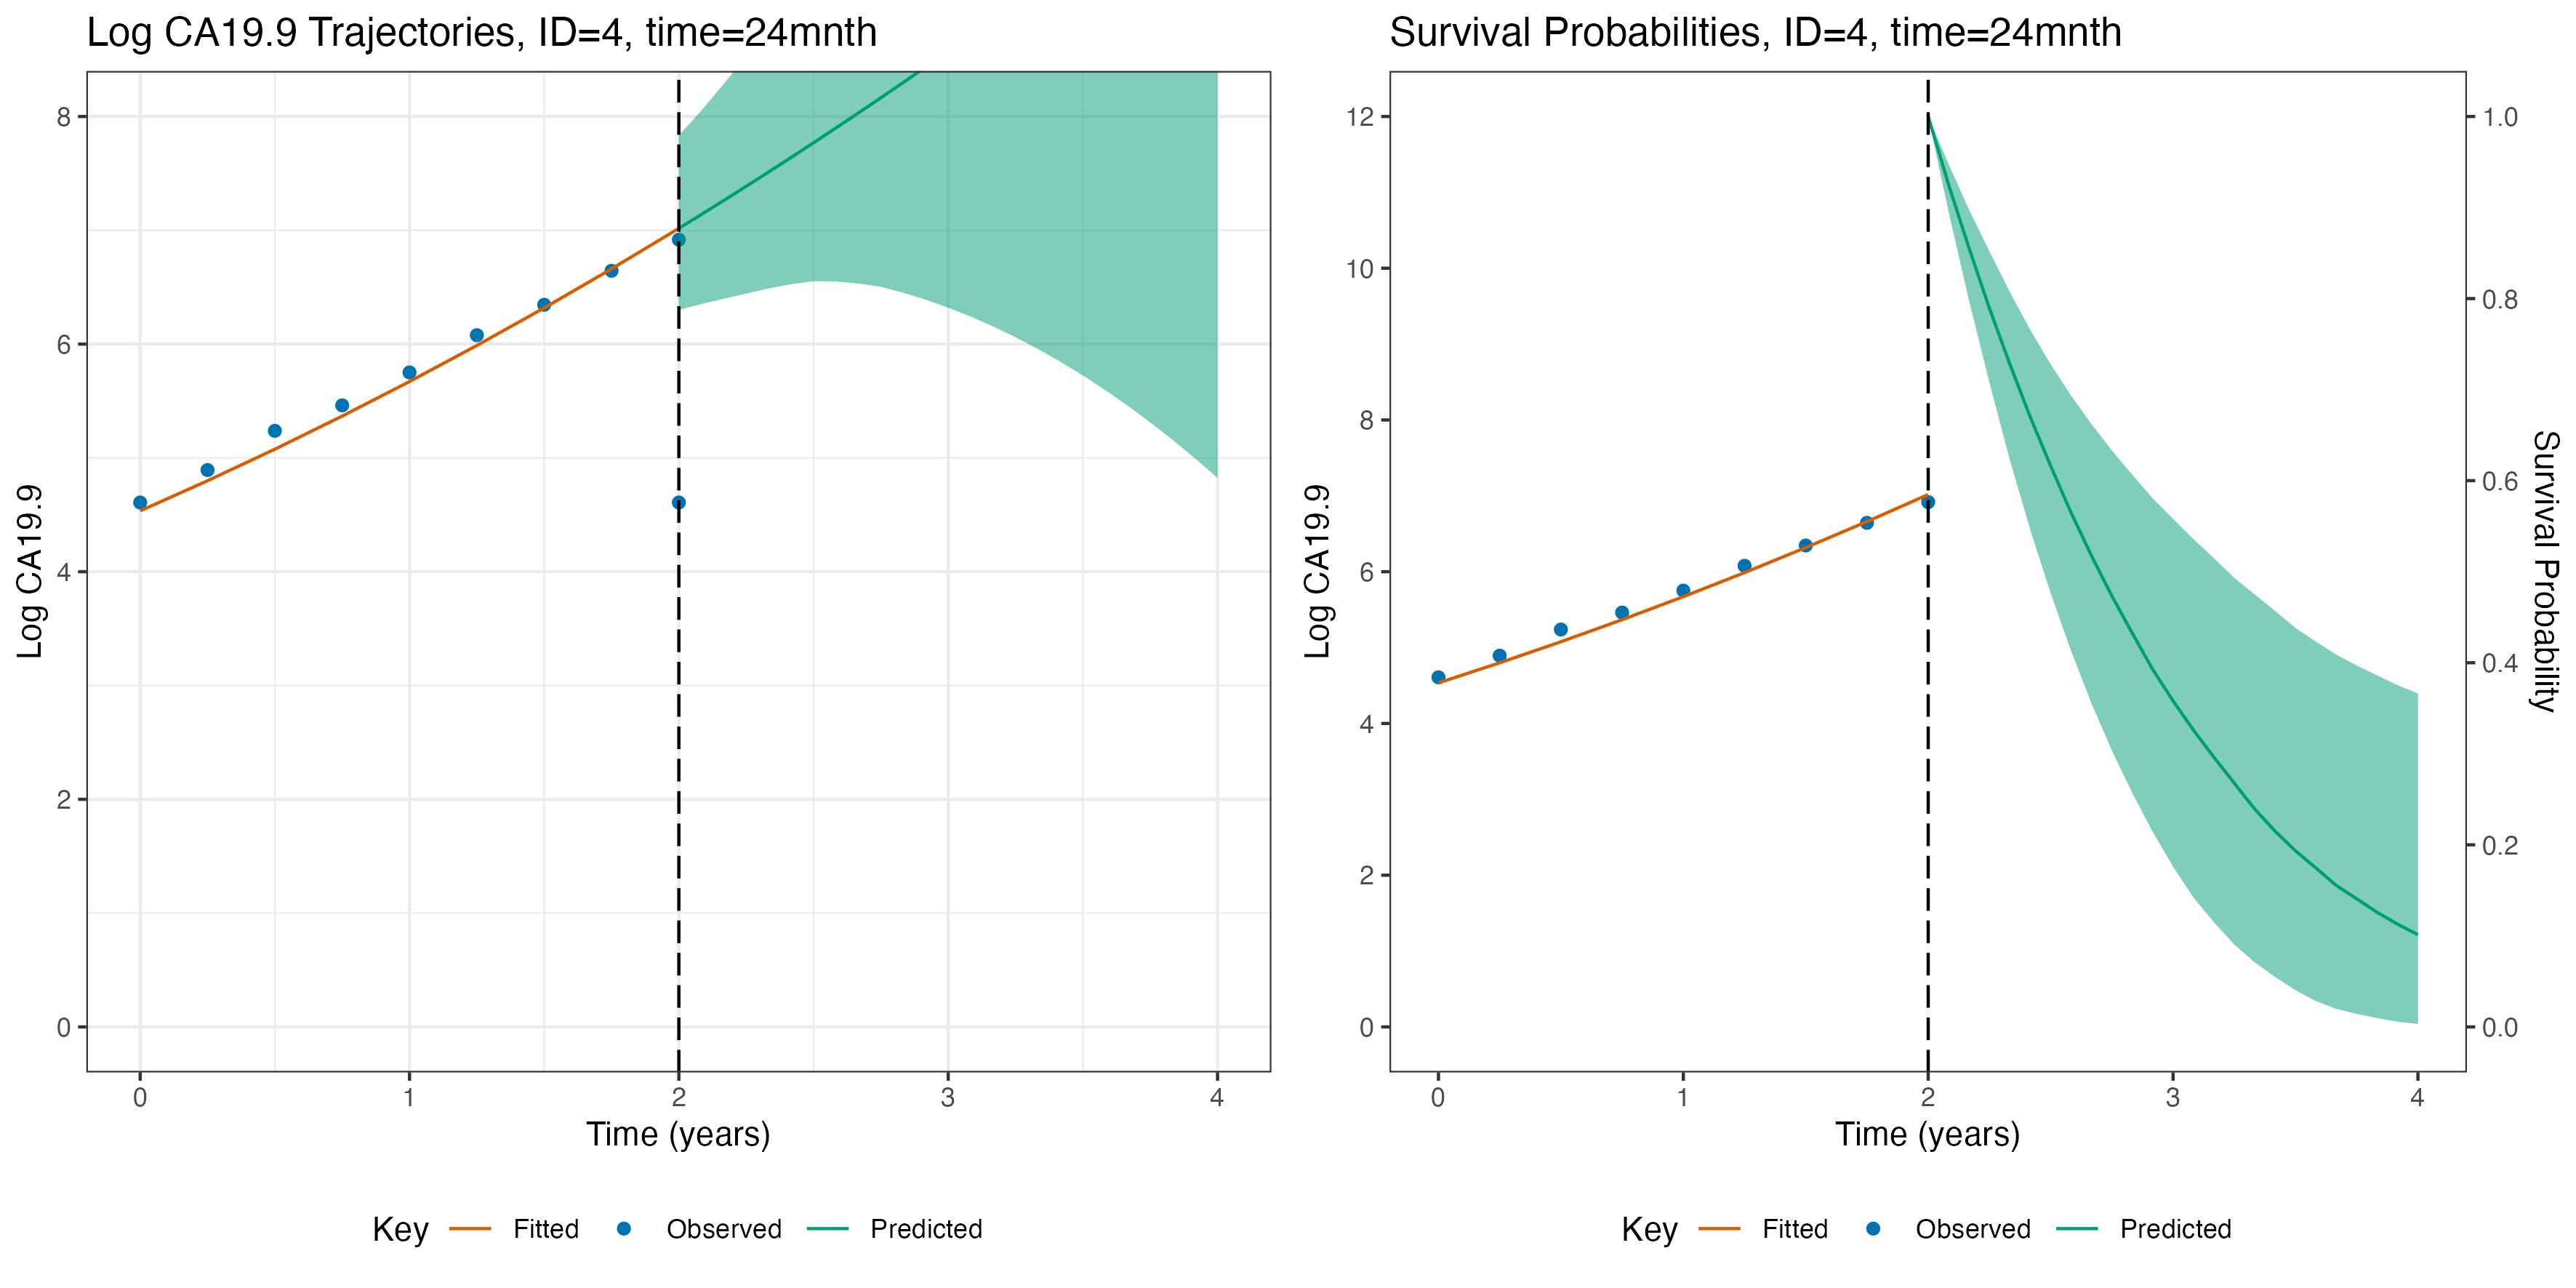 Log CA19.9 Trajectories, ID=4, time=24mnth
8
6
4
2
0
Log CA19.9
0 1 2 3 4
Time (years)
Key Fitted Observed Predicted
Survival Probabilities, ID=4, time=24mnth
12
10
8
6
4
2
0
Log CA19.9
1.0
0.8
0.6
0.4
0.2
0.0
Survival Probability
0 1 2 3 4
Time (years)
Key Fitted Observed Predicted